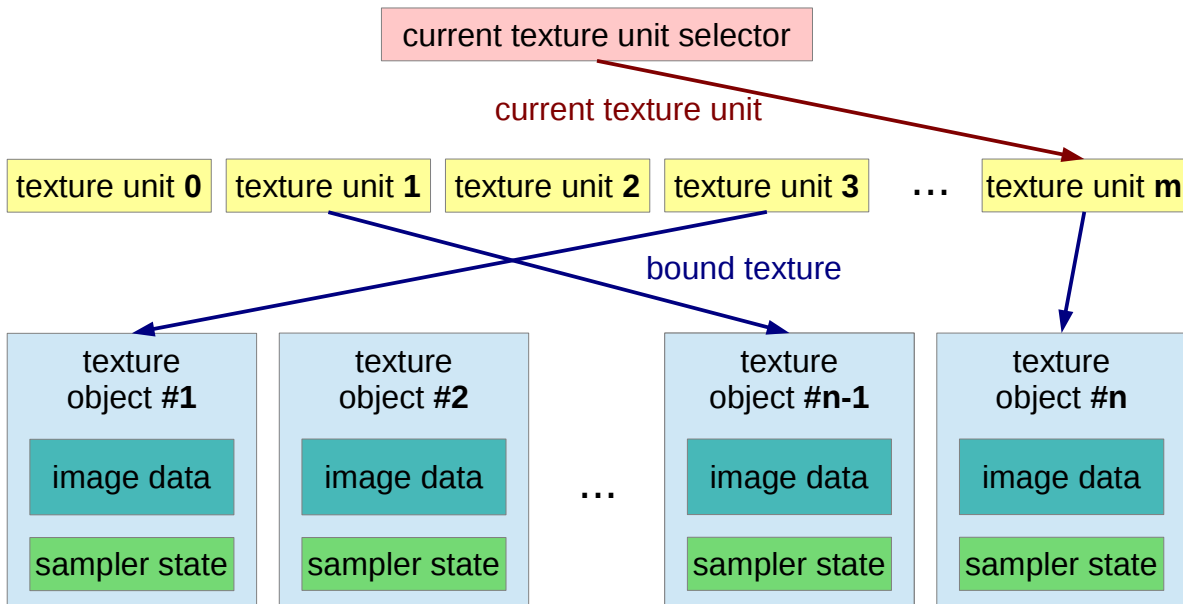 current texture unit selector
current texture unit
texture unit 0 texture unit 1 texture unit 2 texture unit 3 ... texture unit m
bound texture
texture texture texture texture
object #1 object #2 object #n-1 object #n
image data image data ... image data image data
sampler state sampler state sampler state sampler state